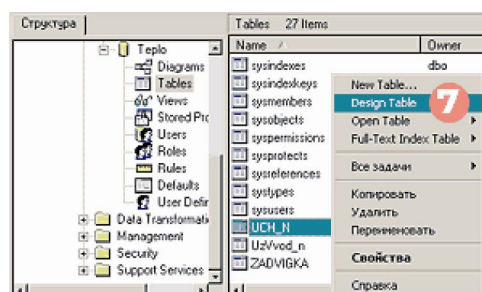 Структура
Tables 27 Items
Teplo
Diagrams
Tables
Views
Stored Pro
Users
Roles
Rules
Defaults
User Defin
Data Transformati
Management
Security
Support Services
Name
Owner
sysindexes dbo
sysindexkeys
sysmembers
sysobjects
syspermissions
sysprotects
sysreferences
systypes
sysusers
UCH_N
UzVvod_n
ZADVIGKA
New Table...
Design Table
7
Open Table
Full-Text Index Table
Все задачи
Копировать
Удалить
Переименовать
Свойства
Справка